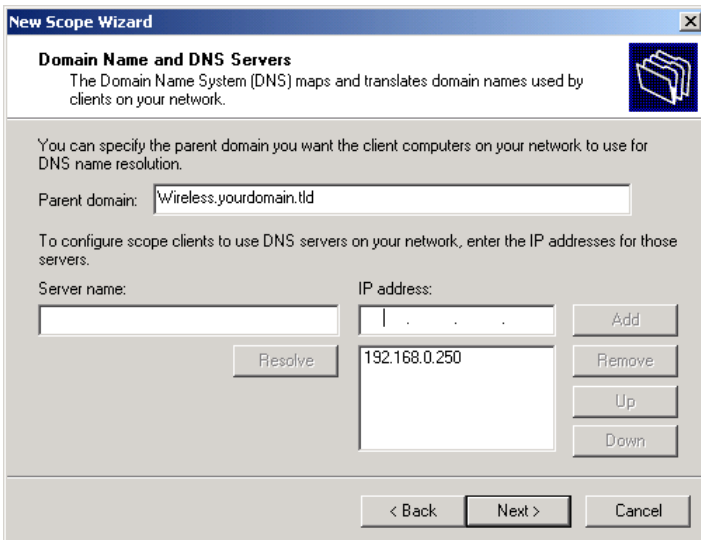 New Scope Wizard
Domain Name and DNS Servers
The Domain Name System (DNS) maps and translates domain names used by
clients on your network.
You can specify the parent domain you want the client computers on your network to use for
DNS name resolution.
Parent domain: Wireless.yourdomain.tld
To configure scope clients to use DNS servers on your network, enter the IP addresses for those
servers.
Server name: IP address:
. . . Add
Resolve 192.168.0.250 Remove
Up
Down
< Back Next > Cancel